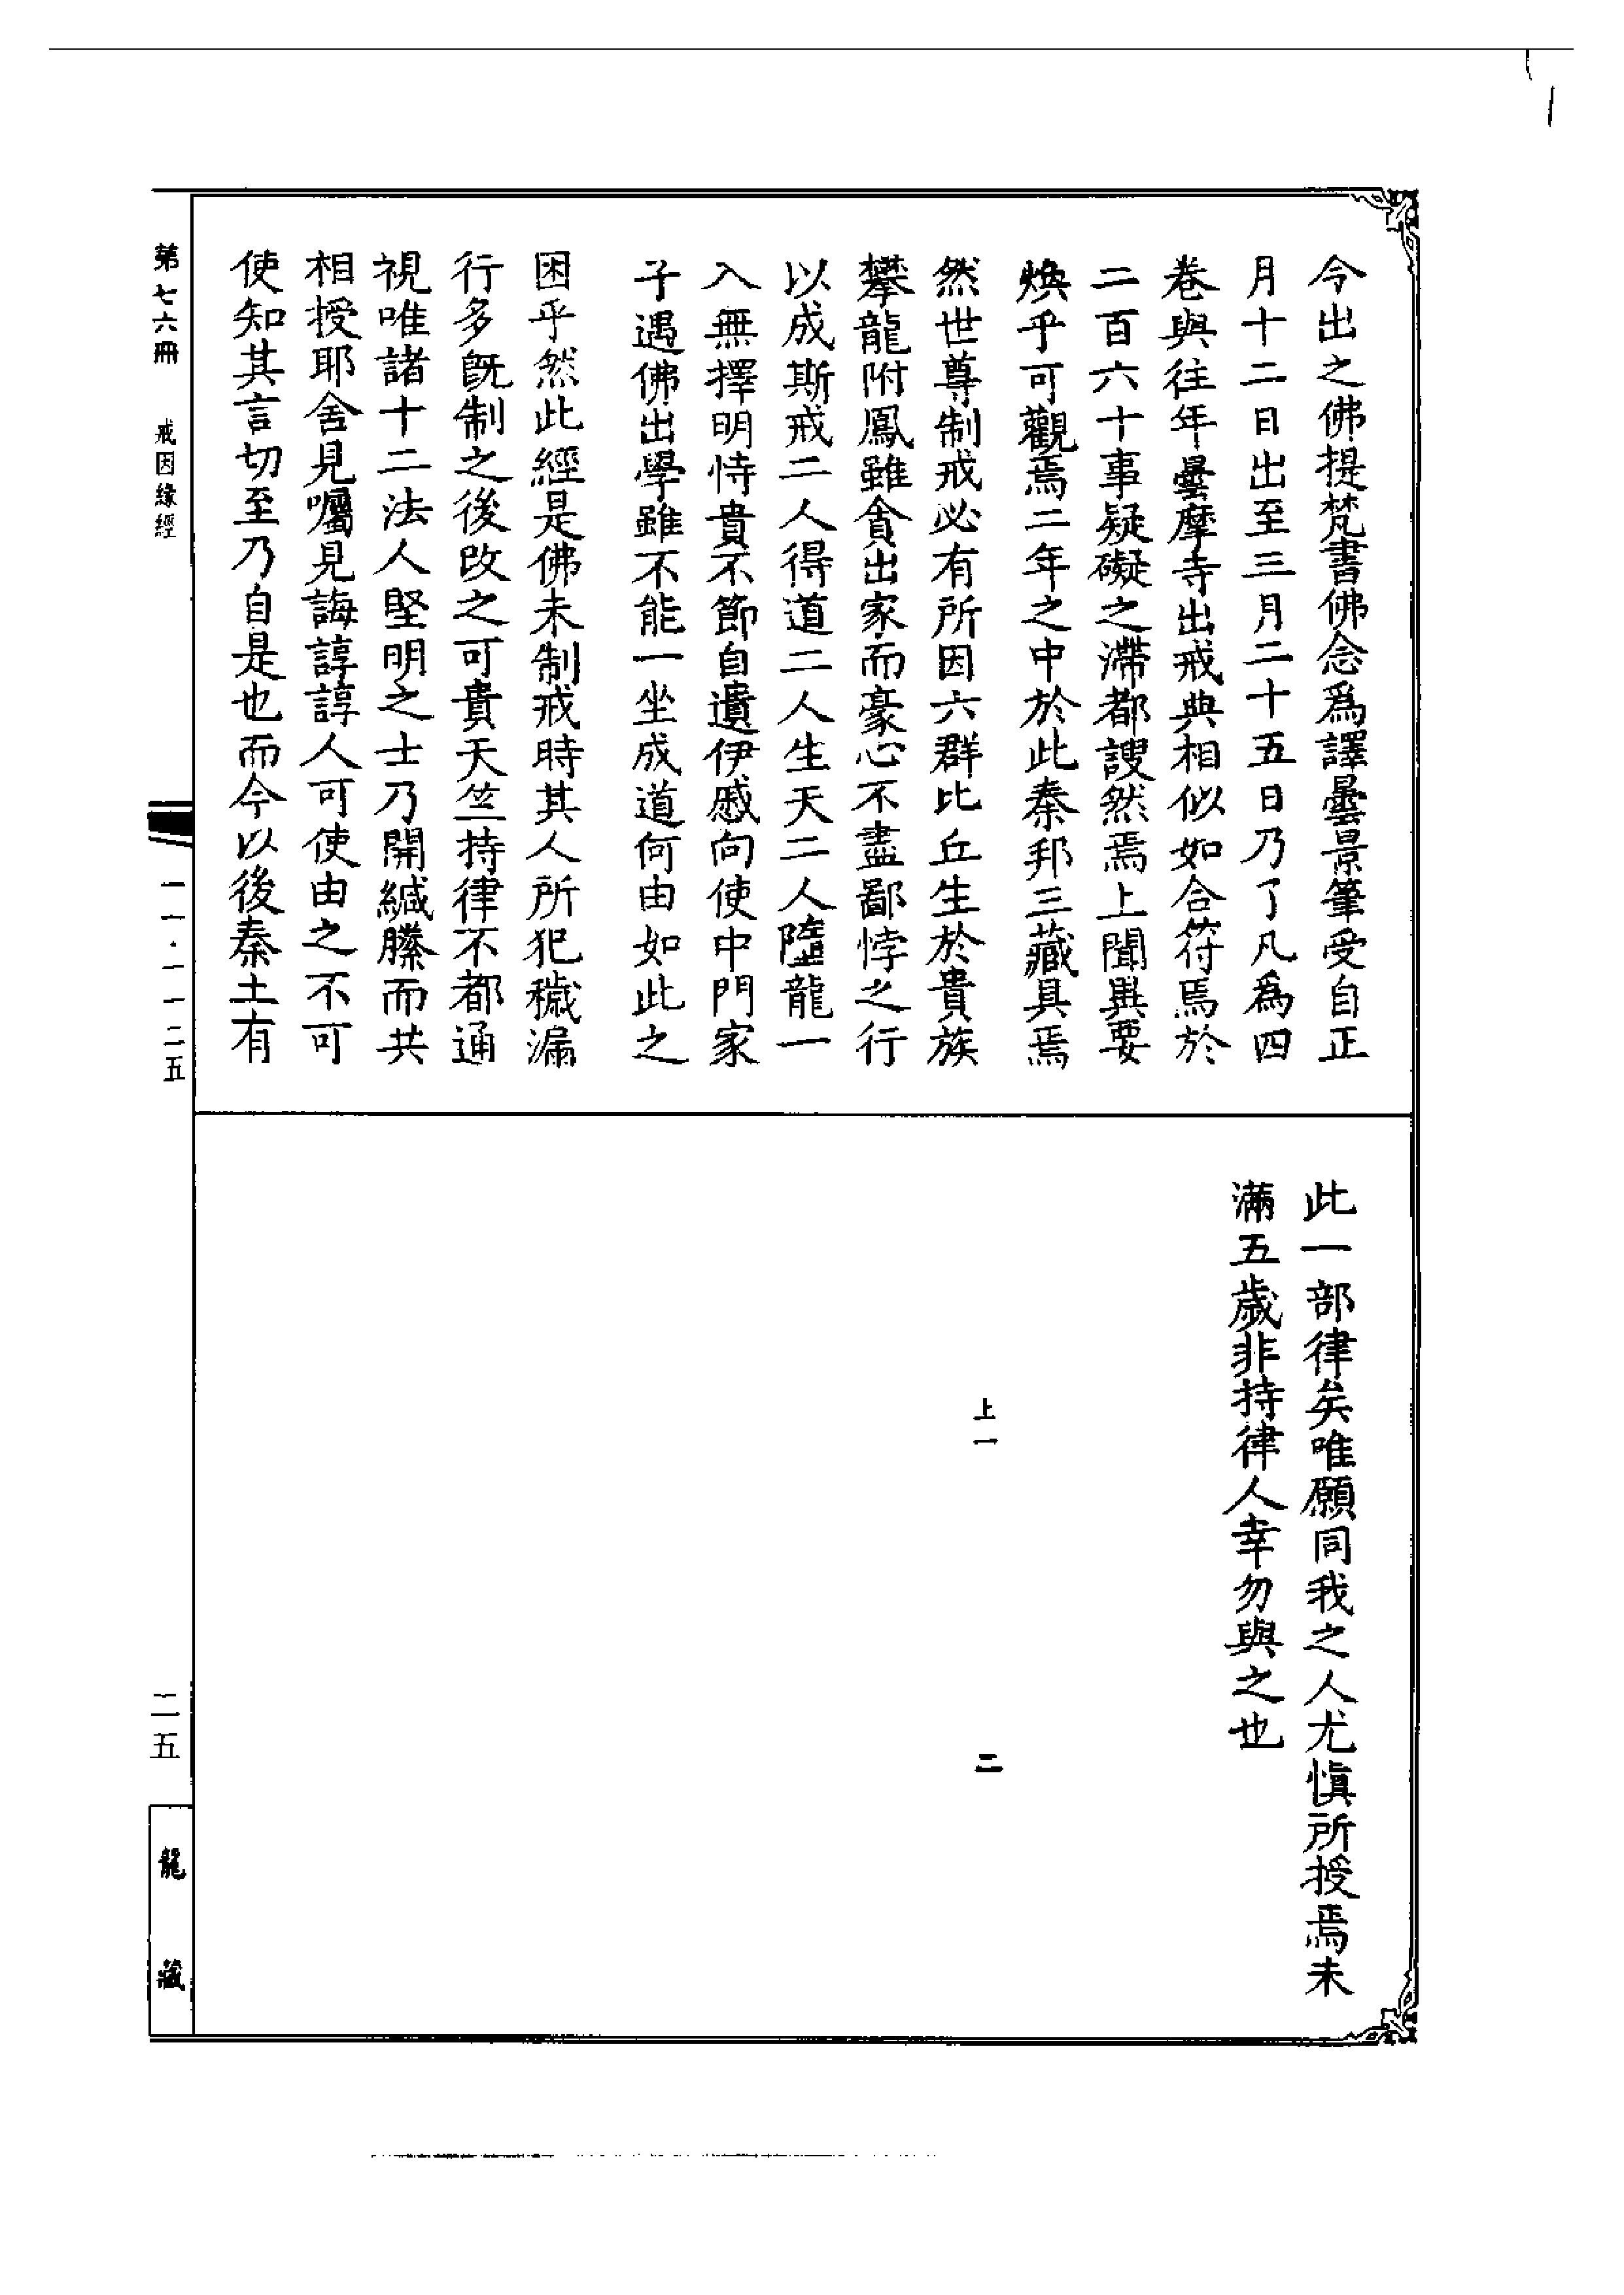 今出之佛提梵書佛念爲譯曇景筆受自正
月十二日出至三月二十五日乃了凡爲四
卷與往年曇摩寺出戒典相似如合符焉於
二百六十事疑礙之滯都謏然焉上聞異要
煥乎可觀焉二年之中於此秦邦三藏具焉
然世尊制戒必有所因六群比丘生於貴族
攀龍附鳳雖貪出家而豪心不盡鄙悖之行
以成斯戒二人得道二人生天二人墮龍一
入無擇明恃貴不節自遺伊慼向使中門家
子遇佛出學雖不能一坐成道何由如此之
困乎然此經是佛未制戒時其人所犯穢漏
行多既制之後改之可貴天竺持律不都通
視唯諸十二法人堅明之士乃開緘縢而共
相授耶舍見囑見誨諄諄人可使由之不可
使知其言切至乃自是也而今以後秦土有
此一部律矣唯願同我之人尤慎所授焉未
滿五歲非持律人幸勿與之也
上一
二
第七六冊
戒因緣經
一一·一一二五
二五
龍藏